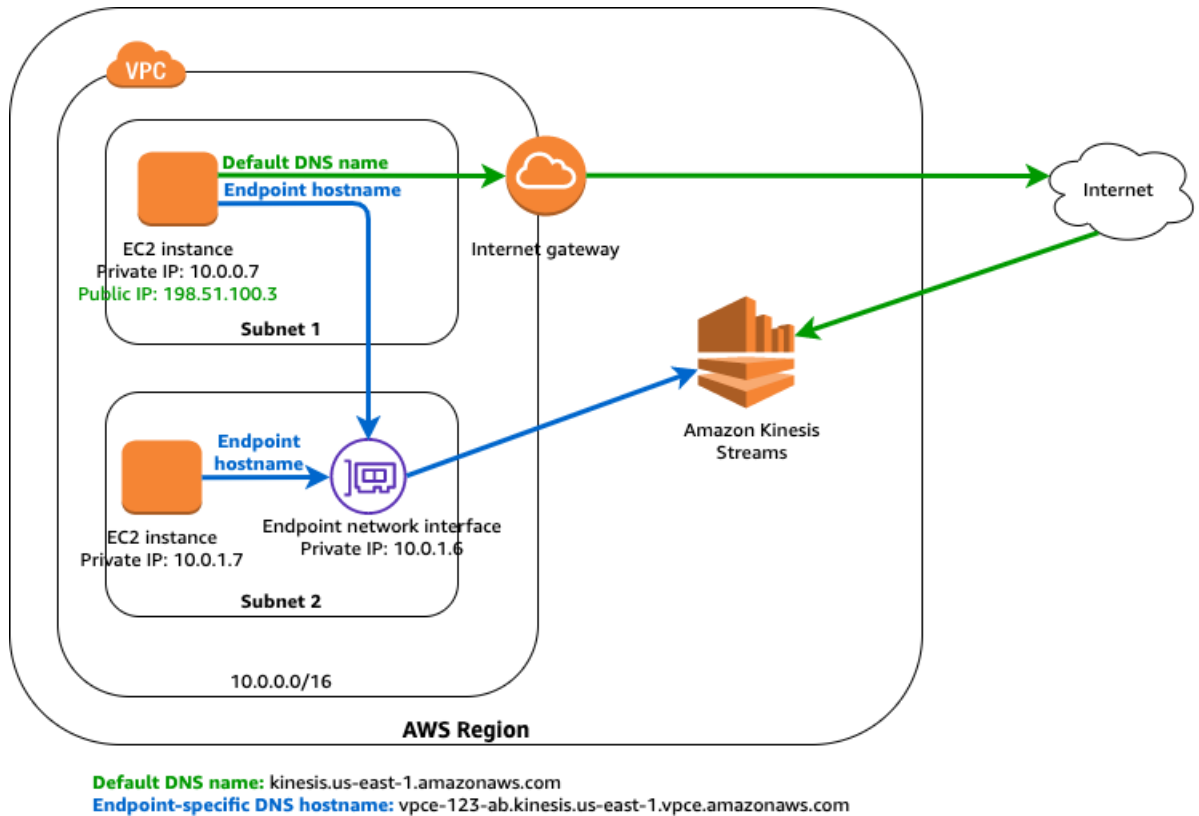 VPC
Default DNS name
Endpoint hostname
Internet
EC2 instance
Private IP: 10.0.0.7
Public IP: 198.51.100.3
Internet gateway
Subnet 1
Endpoint
hostname
Amazon Kinesis
Streams
EC2 instance
Private IP: 10.0.1.7
Endpoint network interface
Private IP: 10.0.1.6
Subnet 2
10.0.0.0/16
AWS Region
Default DNS name: kinesis.us-east-1.amazonaws.com
Endpoint-specific DNS hostname: vpce-123-ab.kinesis.us-east-1.vpce.amazonaws.com